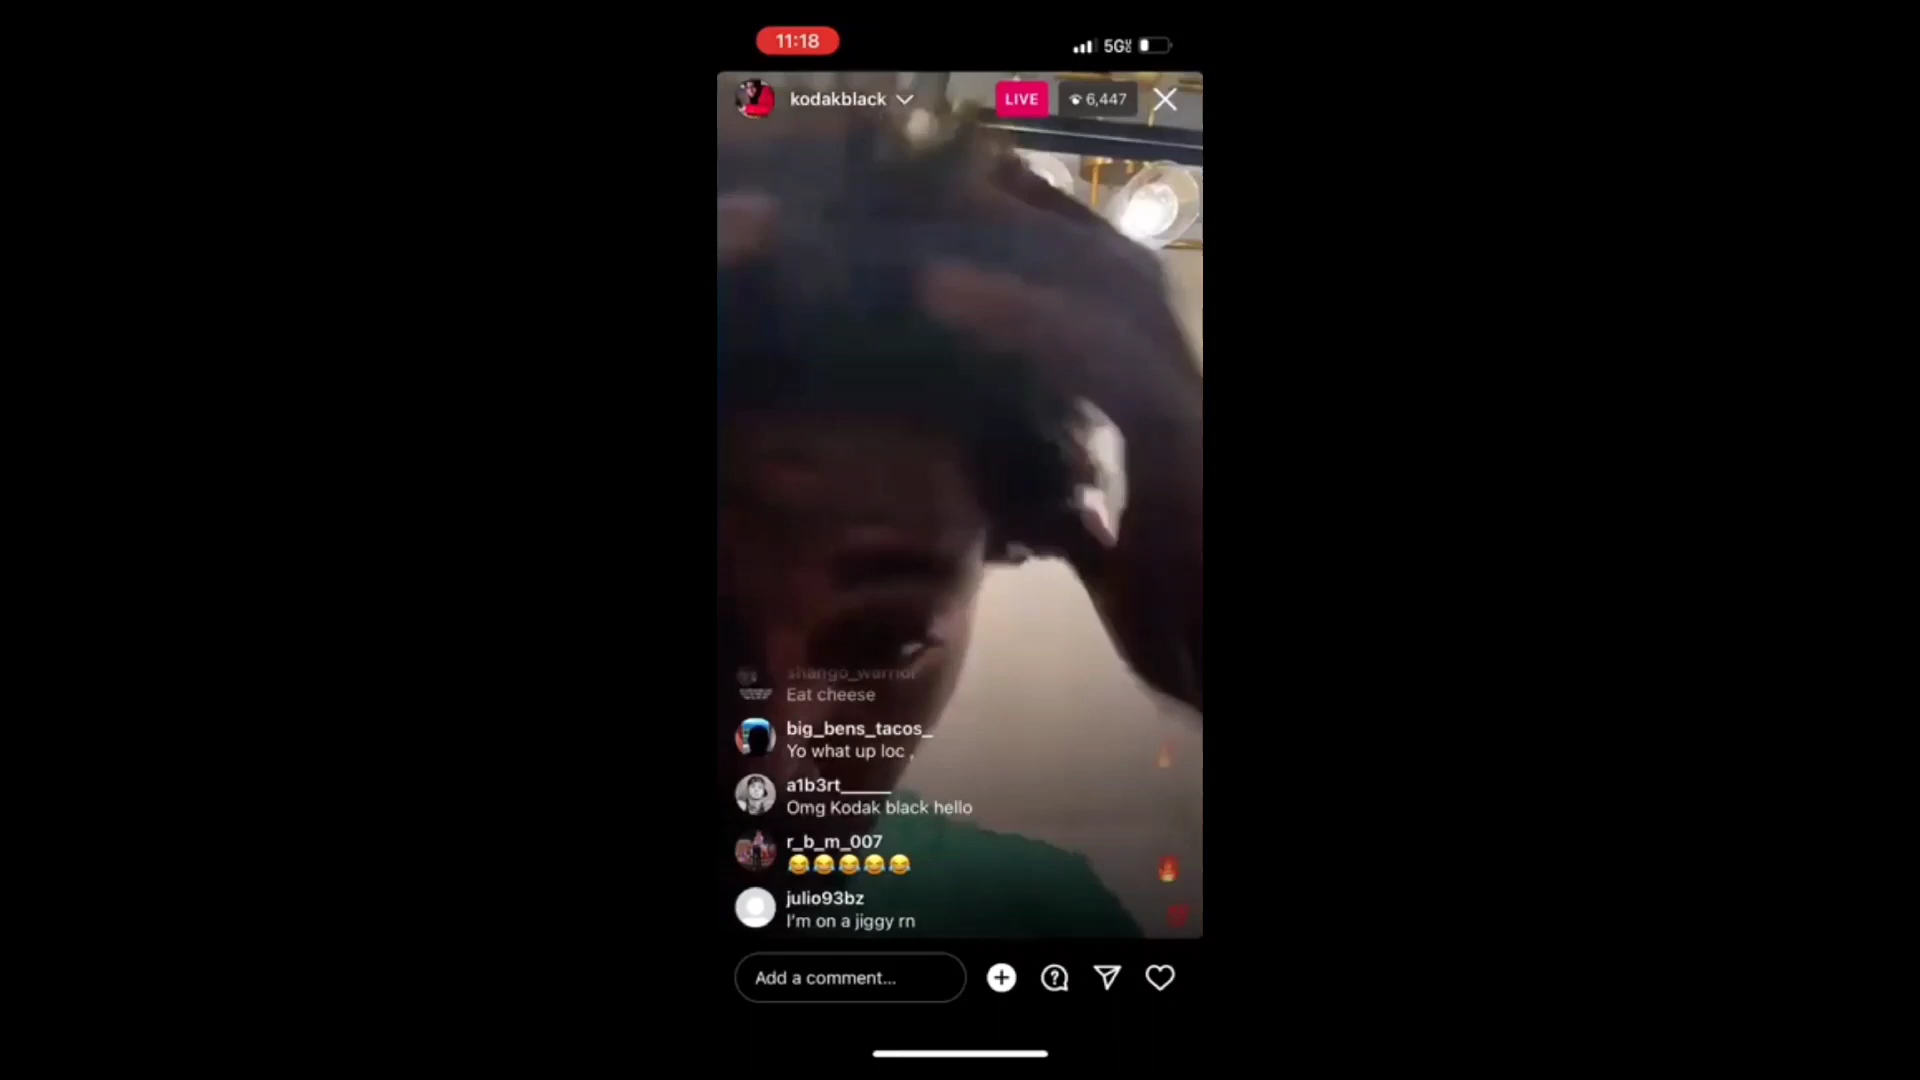 11:18
5G
kodakblack
LIVE
6,447
shango_warrior
Eat cheese
big_bens_tacos_
Yo what up loc ,
a1b3rt_____
Omg Kodak black hello
r_b_m_007
😂😂😂😂😂
julio93bz
I'm on a jiggy rn
Add a comment...